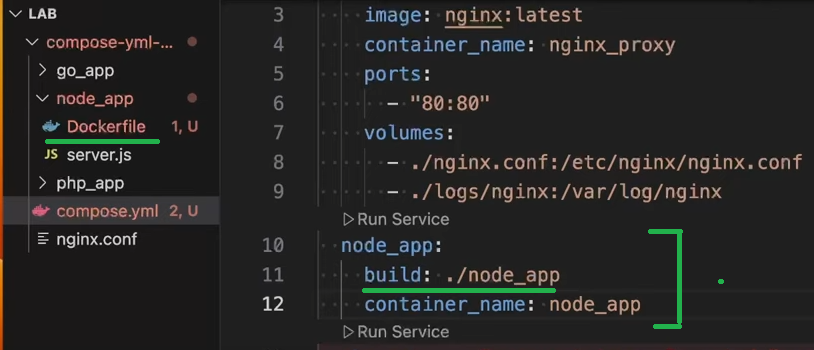 LAB
compose-yml-...
go_app
node_app
Dockerfile 1, U
JS server.js
php_app
compose.yml 2, U
nginx.conf
3 image: nginx:latest
4 container_name: nginx_proxy
5 ports:
6 - "80:80"
7 volumes:
8 - ./nginx.conf:/etc/nginx/nginx.conf
9 - ./logs/nginx:/var/log/nginx
Run Service
10 node_app:
11 build: ./node_app
12 container_name: node_app
Run Service